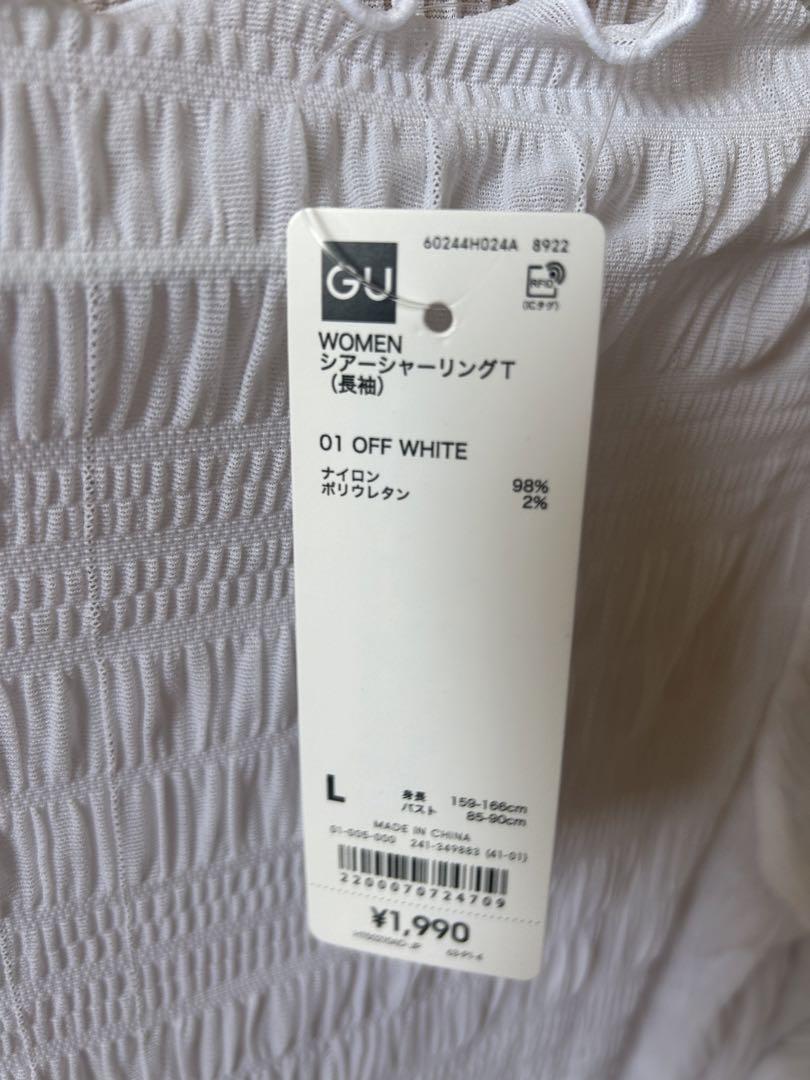 60244H024A 8922
GU
RFID
(ICタグ)
WOMEN
シアーシャーリングT
（長袖）
01 OFF WHITE
ナイロン 98%
ポリウレタン 2%
L 身長 159-166cm
バスト 85-90cm
MADE IN CHINA
01-005-000 241-349883 (41-01)
2200070724709
¥1,990